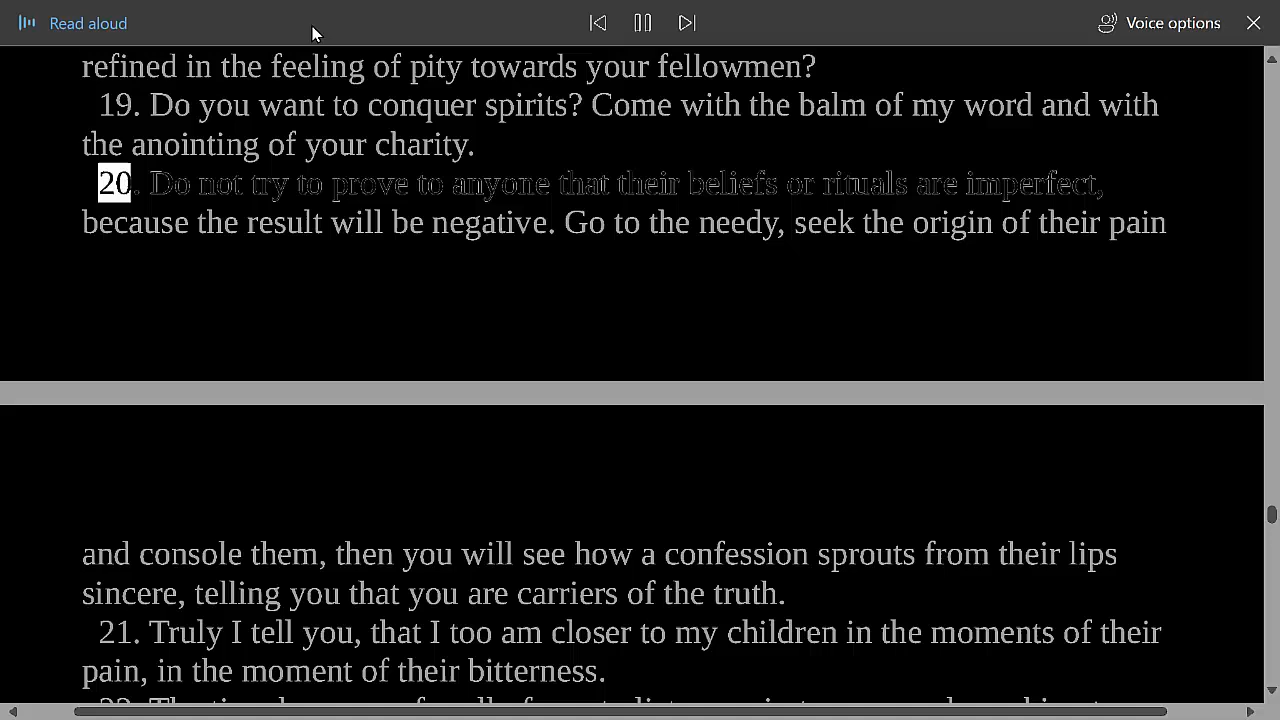 Read aloud
Voice options
refined in the feeling of pity towards your fellowmen?
19. Do you want to conquer spirits? Come with the balm of my word and with
the anointing of your charity.
20. Do not try to prove to anyone that their beliefs or rituals are imperfect,
because the result will be negative. Go to the needy, seek the origin of their pain
and console them, then you will see how a confession sprouts from their lips
sincere, telling you that you are carriers of the truth.
21. Truly I tell you, that I too am closer to my children in the moments of their
pain, in the moment of their bitterness.